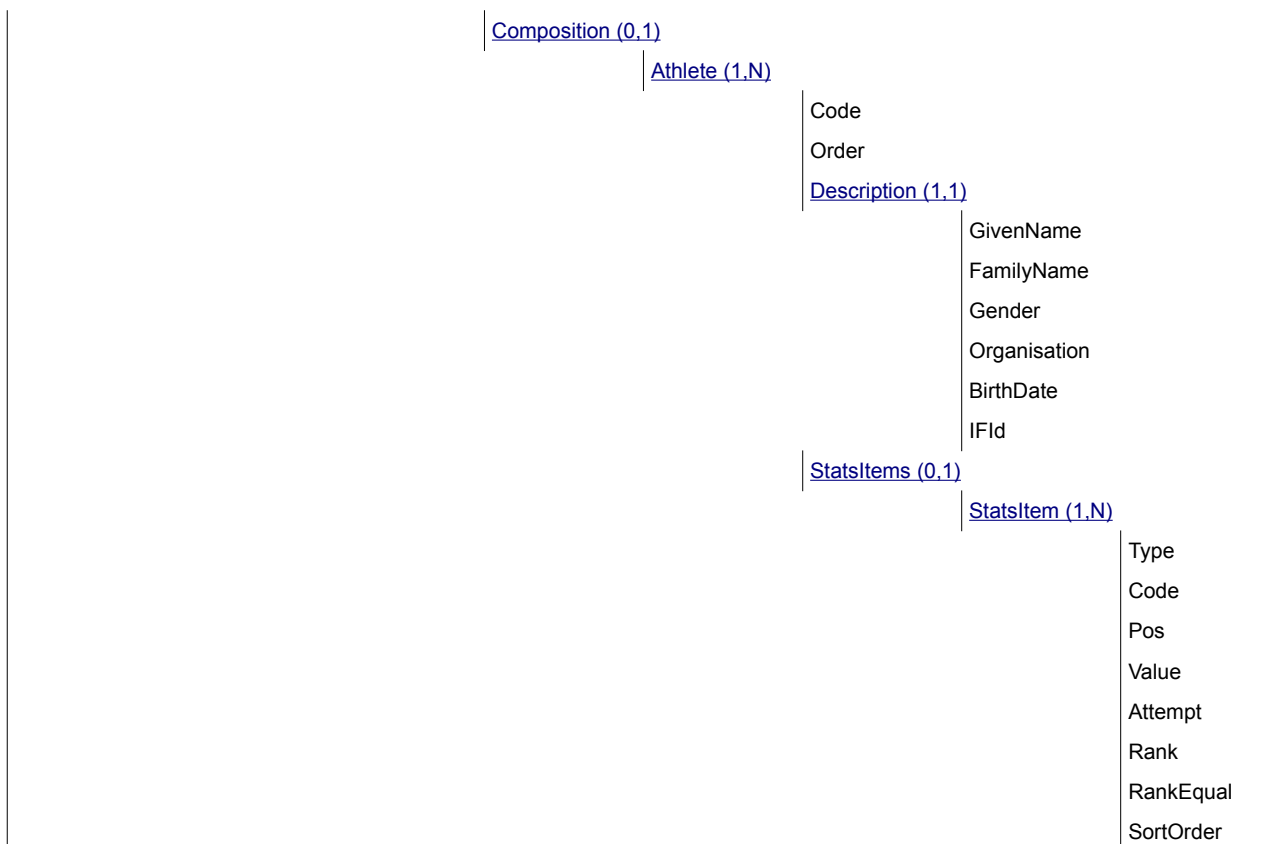 Composition (0,1)
Athlete (1,N)
Code
Order
Description (1,1)
GivenName
FamilyName
Gender
Organisation
BirthDate
IFId
StatsItems (0,1)
StatsItem (1,N)
Type
Code
Pos
Value
Attempt
Rank
RankEqual
SortOrder